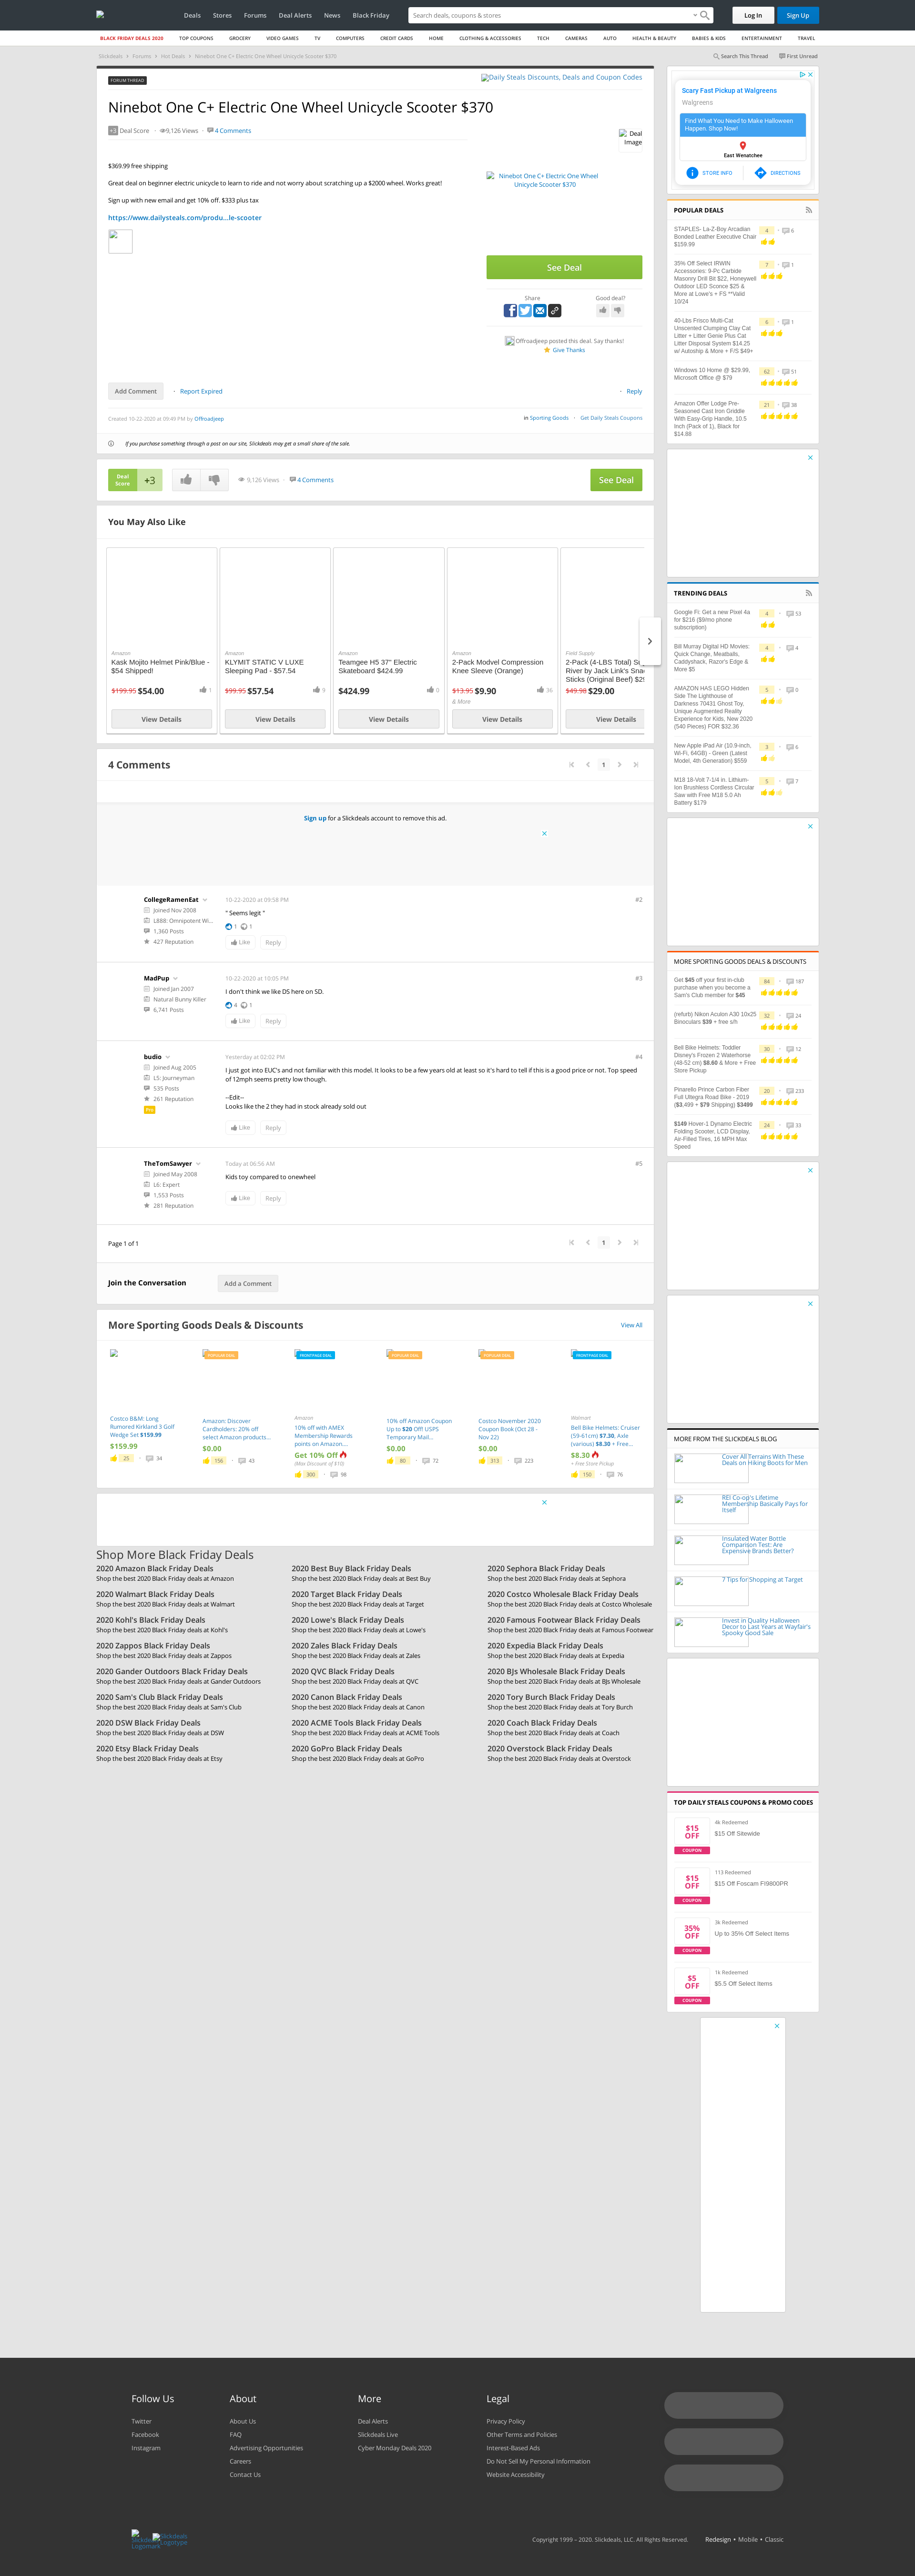 Deals Stores Forums Deal Alerts News Black Friday
Search deals, coupons & stores
Log In
Sign Up
BLACK FRIDAY DEALS 2020 TOP COUPONS GROCERY VIDEO GAMES TV COMPUTERS CREDIT CARDS HOME CLOTHING & ACCESSORIES TECH CAMERAS AUTO HEALTH & BEAUTY BABIES & KIDS ENTERTAINMENT TRAVEL
Slickdeals Forums Hot Deals Ninebot One C+ Electric One Wheel Unicycle Scooter $370
Search This Thread First Unread
FORUM THREAD
Daily Steals Discounts, Deals and Coupon Codes
Ninebot One C+ Electric One Wheel Unicycle Scooter $370
+3 Deal Score 9,126 Views 4 Comments
Deal Image
$369.99 free shipping
Great deal on beginner electric unicycle to learn to ride and not worry about scratching up a $2000 wheel. Works great!
Sign up with new email and get 10% off. $333 plus tax
https://www.dailysteals.com/produ...le-scooter
Ninebot One C+ Electric One Wheel
Unicycle Scooter $370
See Deal
Share
Good deal?
Offroadjeep posted this deal. Say thanks!
Give Thanks
Add Comment
Report Expired
Reply
Created 10-22-2020 at 09:49 PM by Offroadjeep
in Sporting Goods
Get Daily Steals Coupons
If you purchase something through a post on our site, Slickdeals may get a small share of the sale.
Deal Score +3
9,126 Views 4 Comments
See Deal
You May Also Like
Amazon
Kask Mojito Helmet Pink/Blue - $54 Shipped!
$199.95 $54.00 1
View Details
Amazon
KLYMIT STATIC V LUXE Sleeping Pad - $57.54
$99.95 $57.54 9
View Details
Amazon
Teamgee H5 37" Electric Skateboard $424.99
$424.99 0
View Details
Amazon
2-Pack Modvel Compression Knee Sleeve (Orange)
$13.95 $9.90 36
& More
View Details
Field Supply
2-Pack (4-LBS Total)
River by Jack Link's
Sticks (Original Beef)
$49.98 $29.00
View Details
4 Comments
1
Sign up for a Slickdeals account to remove this ad.
CollegeRamenEat
Joined Nov 2008
L888: Omnipotent Wi...
1,360 Posts
427 Reputation
10-22-2020 at 09:58 PM
#2
" Seems legit "
1 1
Like Reply
MadPup
Joined Jan 2007
Natural Bunny Killer
6,741 Posts
10-22-2020 at 10:05 PM
#3
I don't think we like DS here on SD.
4 1
Like Reply
budio
Joined Aug 2005
L5: Journeyman
535 Posts
261 Reputation
Pro
Yesterday at 02:02 PM
#4
I just got into EUC's and not familiar with this model. It looks to be a few years old at least so it's hard to tell if this is a good price or not. Top speed
of 12mph seems pretty low though.
--Edit--
Looks like the 2 they had in stock already sold out
Like Reply
TheTomSawyer
Joined May 2008
L6: Expert
1,553 Posts
281 Reputation
Today at 06:56 AM
#5
Kids toy compared to onewheel
Like Reply
Page 1 of 1
1
Join the Conversation
Add a Comment
More Sporting Goods Deals & Discounts
View All
Costco B&M: Long
Rumored Kirkland 3 Golf
Wedge Set $159.99
$159.99
25 34
POPULAR DEAL
Amazon: Discover
Cardholders: 20% off
select Amazon products...
$0.00
156 43
FRONTPAGE DEAL
Amazon
10% off with AMEX
Membership Rewards
points on Amazon....
Get 10% Off
(Max Discount of $10)
300 98
POPULAR DEAL
10% off Amazon Coupon
Up to $20 Off! USPS
Temporary Mail...
$0.00
80 72
POPULAR DEAL
Costco November 2020
Coupon Book (Oct 28 -
Nov 22)
$0.00
313 223
FRONTPAGE DEAL
Walmart
Bell Bike Helmets: Cruiser
(59-61cm) $7.30, Axle
(various) $8.30 + Free...
$8.30
+ Free Store Pickup
150 76
Shop More Black Friday Deals
2020 Amazon Black Friday Deals
Shop the best 2020 Black Friday deals at Amazon
2020 Best Buy Black Friday Deals
Shop the best 2020 Black Friday deals at Best Buy
2020 Sephora Black Friday Deals
Shop the best 2020 Black Friday deals at Sephora
2020 Walmart Black Friday Deals
Shop the best 2020 Black Friday deals at Walmart
2020 Target Black Friday Deals
Shop the best 2020 Black Friday deals at Target
2020 Costco Wholesale Black Friday Deals
Shop the best 2020 Black Friday deals at Costco Wholesale
2020 Kohl's Black Friday Deals
Shop the best 2020 Black Friday deals at Kohl's
2020 Lowe's Black Friday Deals
Shop the best 2020 Black Friday deals at Lowe's
2020 Famous Footwear Black Friday Deals
Shop the best 2020 Black Friday deals at Famous Footwear
2020 Zappos Black Friday Deals
Shop the best 2020 Black Friday deals at Zappos
2020 Zales Black Friday Deals
Shop the best 2020 Black Friday deals at Zales
2020 Expedia Black Friday Deals
Shop the best 2020 Black Friday deals at Expedia
2020 Gander Outdoors Black Friday Deals
Shop the best 2020 Black Friday deals at Gander Outdoors
2020 QVC Black Friday Deals
Shop the best 2020 Black Friday deals at QVC
2020 BJs Wholesale Black Friday Deals
Shop the best 2020 Black Friday deals at BJs Wholesale
2020 Sam's Club Black Friday Deals
Shop the best 2020 Black Friday deals at Sam's Club
2020 Canon Black Friday Deals
Shop the best 2020 Black Friday deals at Canon
2020 Tory Burch Black Friday Deals
Shop the best 2020 Black Friday deals at Tory Burch
2020 DSW Black Friday Deals
Shop the best 2020 Black Friday deals at DSW
2020 ACME Tools Black Friday Deals
Shop the best 2020 Black Friday deals at ACME Tools
2020 Coach Black Friday Deals
Shop the best 2020 Black Friday deals at Coach
2020 Etsy Black Friday Deals
Shop the best 2020 Black Friday deals at Etsy
2020 GoPro Black Friday Deals
Shop the best 2020 Black Friday deals at GoPro
2020 Overstock Black Friday Deals
Shop the best 2020 Black Friday deals at Overstock
Scary Fast Pickup at Walgreens
Walgreens
Find What You Need to Make Halloween
Happen. Shop Now!
East Wenatchee
STORE INFO DIRECTIONS
POPULAR DEALS
STAPLES- La-Z-Boy Arcadian
Bonded Leather Executive Chair
$159.99
4 6
35% Off Select IRWIN
Accessories: 9-Pc Carbide
Masonry Drill Bit $22, Honeywell
Outdoor LED Sconce $25 &
More at Lowe's + FS **Valid
10/24
7 1
40-Lbs Frisco Multi-Cat
Unscented Clumping Clay Cat
Litter + Litter Genie Plus Cat
Litter Disposal System $14.25
w/ Autoship & More + F/S $49+
6 1
Windows 10 Home @ $29.99,
Microsoft Office @ $79
62 51
Amazon Offer Lodge Pre-
Seasoned Cast Iron Griddle
With Easy-Grip Handle, 10.5
Inch (Pack of 1), Black for
$14.88
21 38
TRENDING DEALS
Google Fi: Get a new Pixel 4a
for $216 ($9/mo phone
subscription)
4 53
Bill Murray Digital HD Movies:
Quick Change, Meatballs,
Caddyshack, Razor's Edge &
More $5
4 4
AMAZON HAS LEGO Hidden
Side The Lighthouse of
Darkness 70431 Ghost Toy,
Unique Augmented Reality
Experience for Kids, New 2020
(540 Pieces) FOR $32.36
5 0
New Apple iPad Air (10.9-inch,
Wi-Fi, 64GB) - Green (Latest
Model, 4th Generation) $559
3 6
M18 18-Volt 7-1/4 in. Lithium-
Ion Brushless Cordless Circular
Saw with Free M18 5.0 Ah
Battery $179
5 7
MORE SPORTING GOODS DEALS & DISCOUNTS
Get $45 off your first in-club
purchase when you become a
Sam's Club member for $45
84 187
(refurb) Nikon Aculon A30 10x25
Binoculars $39 + free s/h
32 24
Bell Bike Helmets: Toddler
Disney's Frozen 2 Waterhorse
(48-52 cm) $8.60 & More + Free
Store Pickup
30 12
Pinarello Prince Carbon Fiber
Full Ultegra Road Bike - 2019
($3,499 + $79 Shipping) $3499
20 233
$149 Hover-1 Dynamo Electric
Folding Scooter, LCD Display,
Air-Filled Tires, 16 MPH Max
Speed
24 33
MORE FROM THE SLICKDEALS BLOG
Cover All Terrains With These
Deals on Hiking Boots for Men
REI Co-op's Lifetime
Membership Basically Pays for
Itself
Insulated Water Bottle
Comparison Test: Are
Expensive Brands Better?
7 Tips for Shopping at Target
Invest in Quality Halloween
Decor to Last Years at Wayfair's
Spooky Good Sale
TOP DAILY STEALS COUPONS & PROMO CODES
$15 OFF
COUPON
4k Redeemed
$15 Off Sitewide
$15 OFF
COUPON
113 Redeemed
$15 Off Foscam FI9800PR
35% OFF
COUPON
3k Redeemed
Up to 35% Off Select Items
$5 OFF
COUPON
1k Redeemed
$5.5 Off Select Items
Follow Us
Twitter
Facebook
Instagram
About
About Us
FAQ
Advertising Opportunities
Careers
Contact Us
More
Deal Alerts
Slickdeals Live
Cyber Monday Deals 2020
Legal
Privacy Policy
Other Terms and Policies
Interest-Based Ads
Do Not Sell My Personal Information
Website Accessibility
Slickdeals Logotype
Copyright 1999 – 2020. Slickdeals, LLC. All Rights Reserved.
Redesign • Mobile • Classic